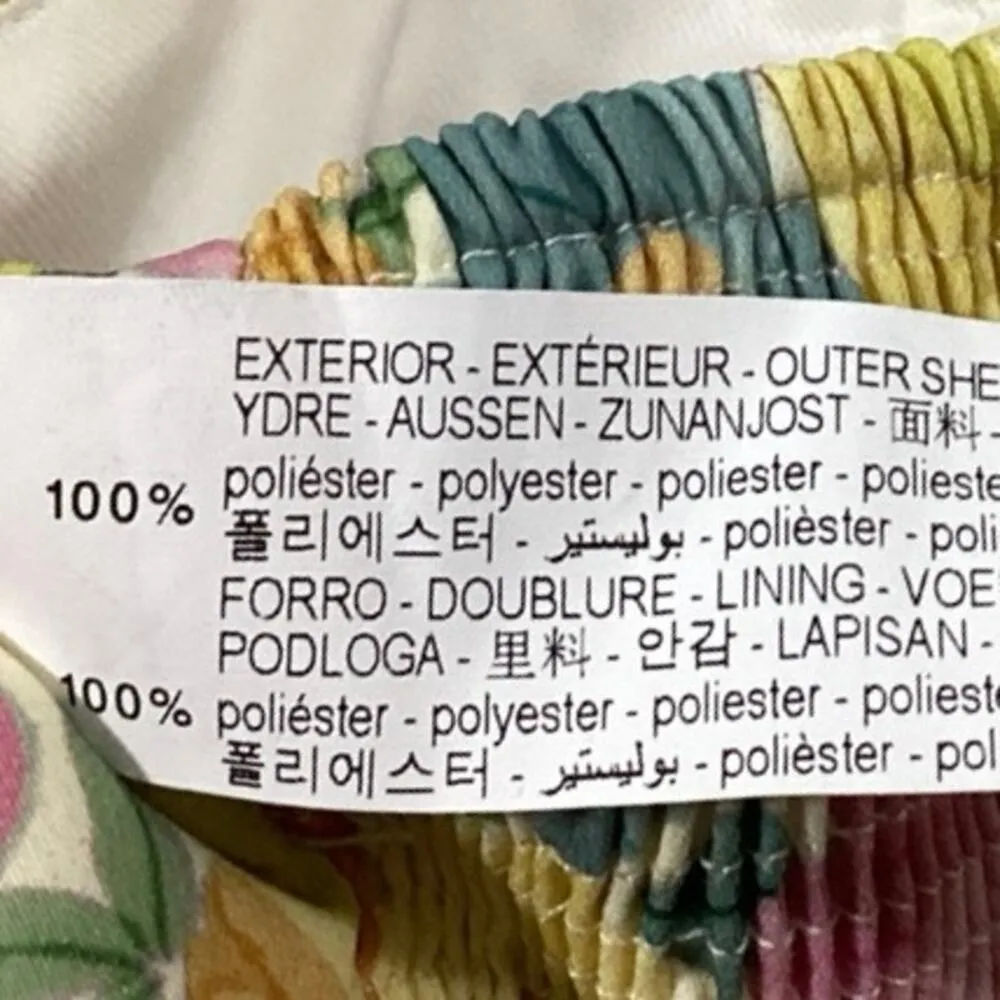 EXTERIOR - EXTÉRIEUR - OUTER SHE
YDRE - AUSSEN - ZUNANJOST - 面料 -
100% poliéster - polyester - poliester - polieste
폴리에스터 - بوليستير - polièster - poli
FORRO - DOUBLURE - LINING - VOE
PODLOGA - 里料 - 안감 - LAPISAN -
100% poliéster - polyester - poliester - polieste
폴리에스터 - بوليستير - polièster - pol